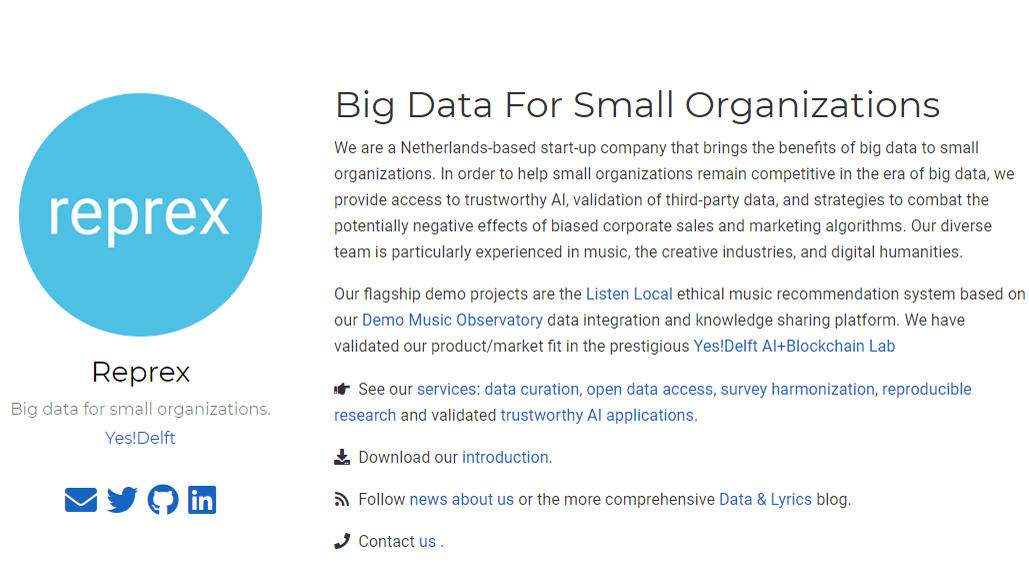 reprex
Reprex
Big data for small organizations.
Yes!Delft
Big Data For Small Organizations
We are a Netherlands-based start-up company that brings the benefits of big data to small
organizations. In order to help small organizations remain competitive in the era of big data, we
provide access to trustworthy AI, validation of third-party data, and strategies to combat the
potentially negative effects of biased corporate sales and marketing algorithms. Our diverse
team is particularly experienced in music, the creative industries, and digital humanities.
Our flagship demo projects are the Listen Local ethical music recommendation system based on
our Demo Music Observatory data integration and knowledge sharing platform. We have
validated our product/market fit in the prestigious Yes!Delft AI+Blockchain Lab
See our services: data curation, open data access, survey harmonization, reproducible
research and validated trustworthy AI applications.
Download our introduction.
Follow news about us or the more comprehensive Data & Lyrics blog.
Contact us .